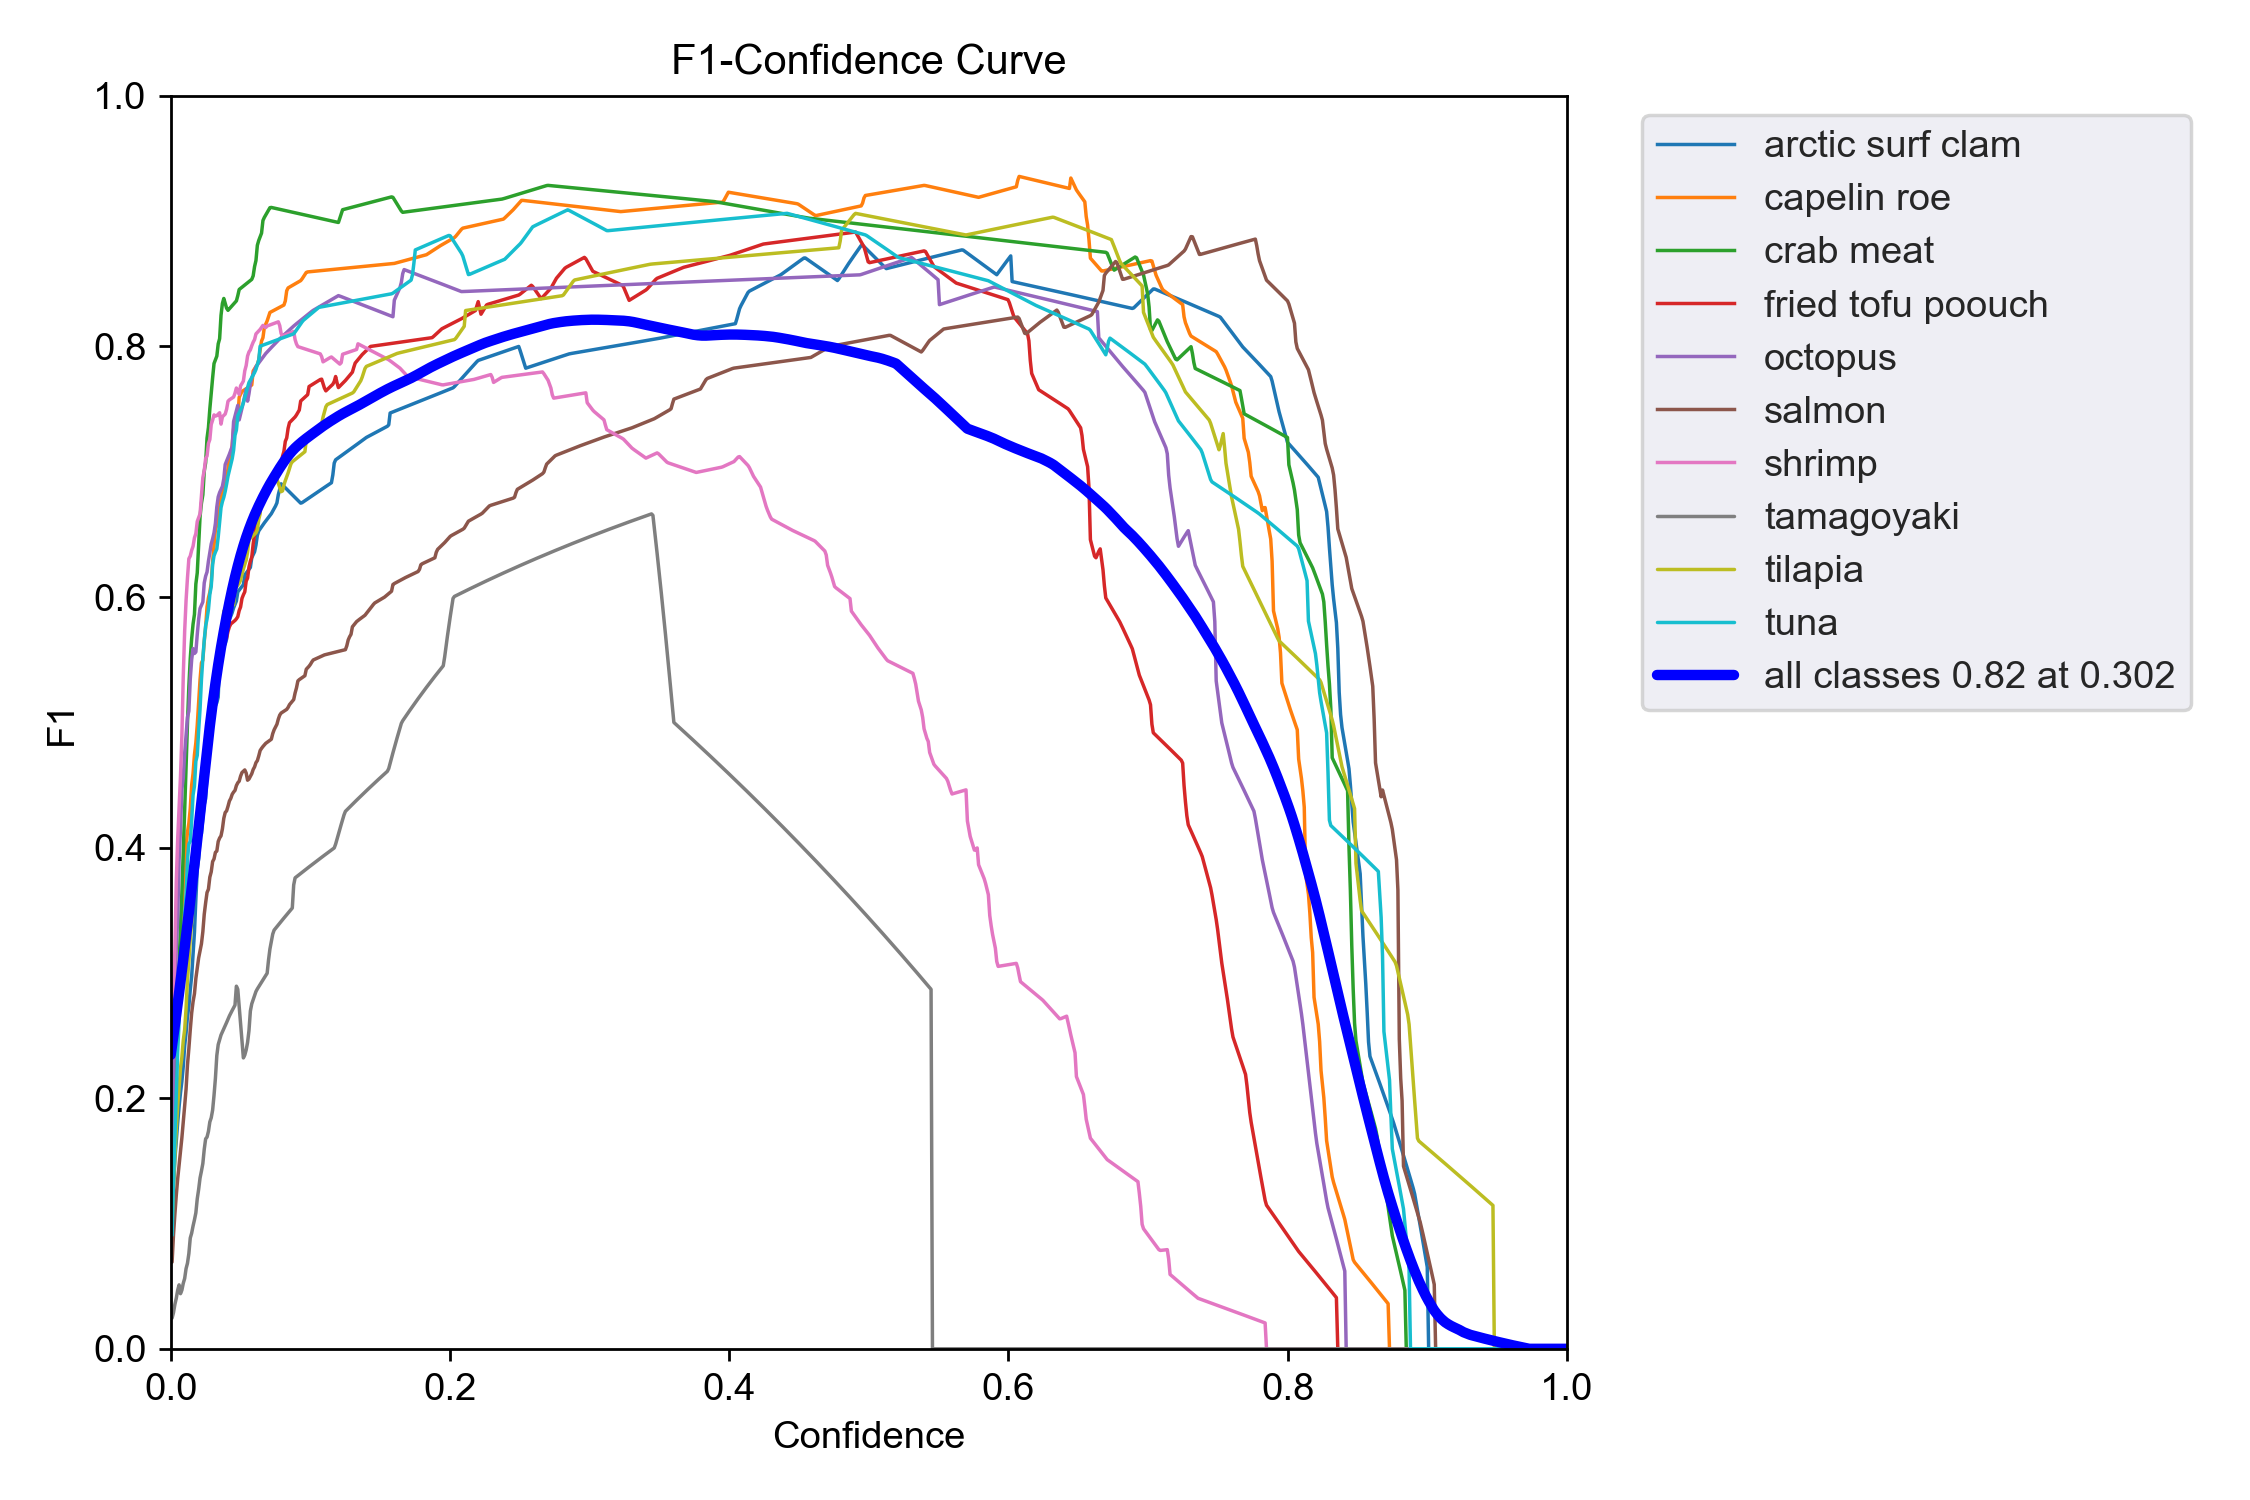 F1-Confidence Curve
1.0
0.8
0.6
0.4
0.2
0.0
F1
0.0 0.2 0.4 0.6 0.8 1.0
Confidence
arctic surf clam
capelin roe
crab meat
fried tofu poouch
octopus
salmon
shrimp
tamagoyaki
tilapia
tuna
all classes 0.82 at 0.302